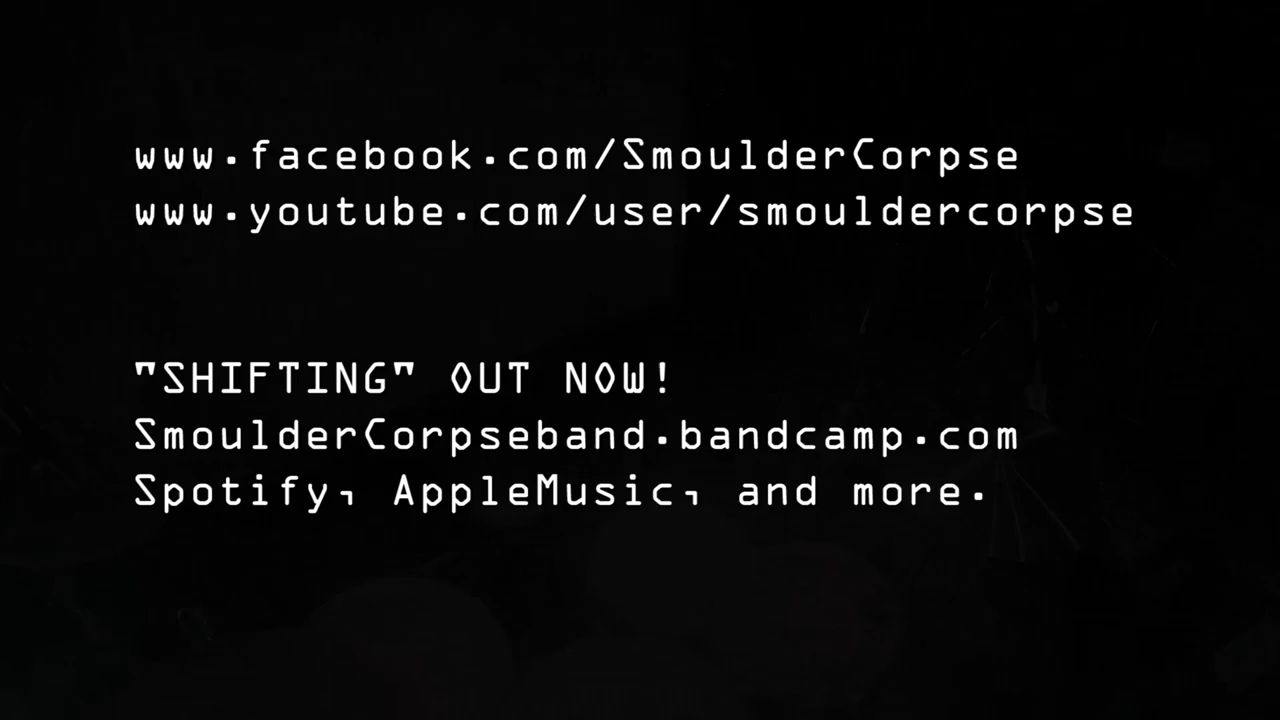 www.facebook.com/SmoulderCorpse
www.youtube.com/user/smouldercorpse
"SHIFTING" OUT NOW!
SmoulderCorpseband.bandcamp.com
Spotify, AppleMusic, and more.